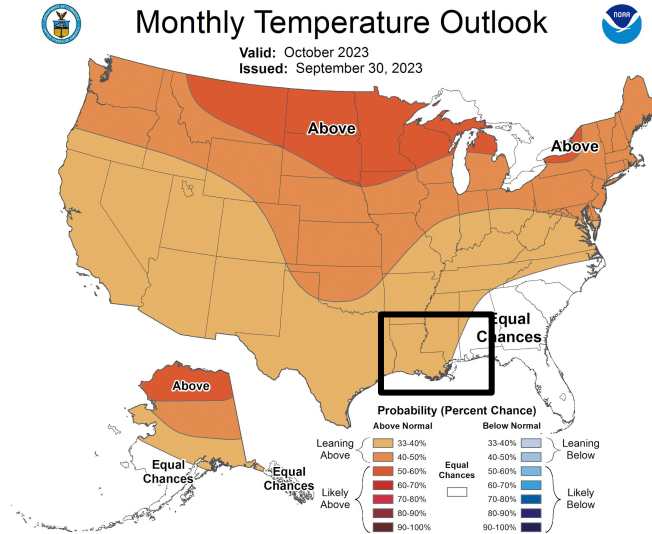 Monthly Temperature Outlook
NOAA
Valid: October 2023
Issued: September 30, 2023
Above
Above
Equal
Chances
Above
Equal
Chances
Equal
Chances
Probability (Percent Chance)
Above Normal
Below Normal
Leaning
Above
33-40%
40-50%
Likely
Above
50-60%
60-70%
70-80%
80-90%
90-100%
Equal
Chances
33-40%
40-50%
Leaning
Below
50-60%
60-70%
70-80%
80-90%
90-100%
Likely
Below